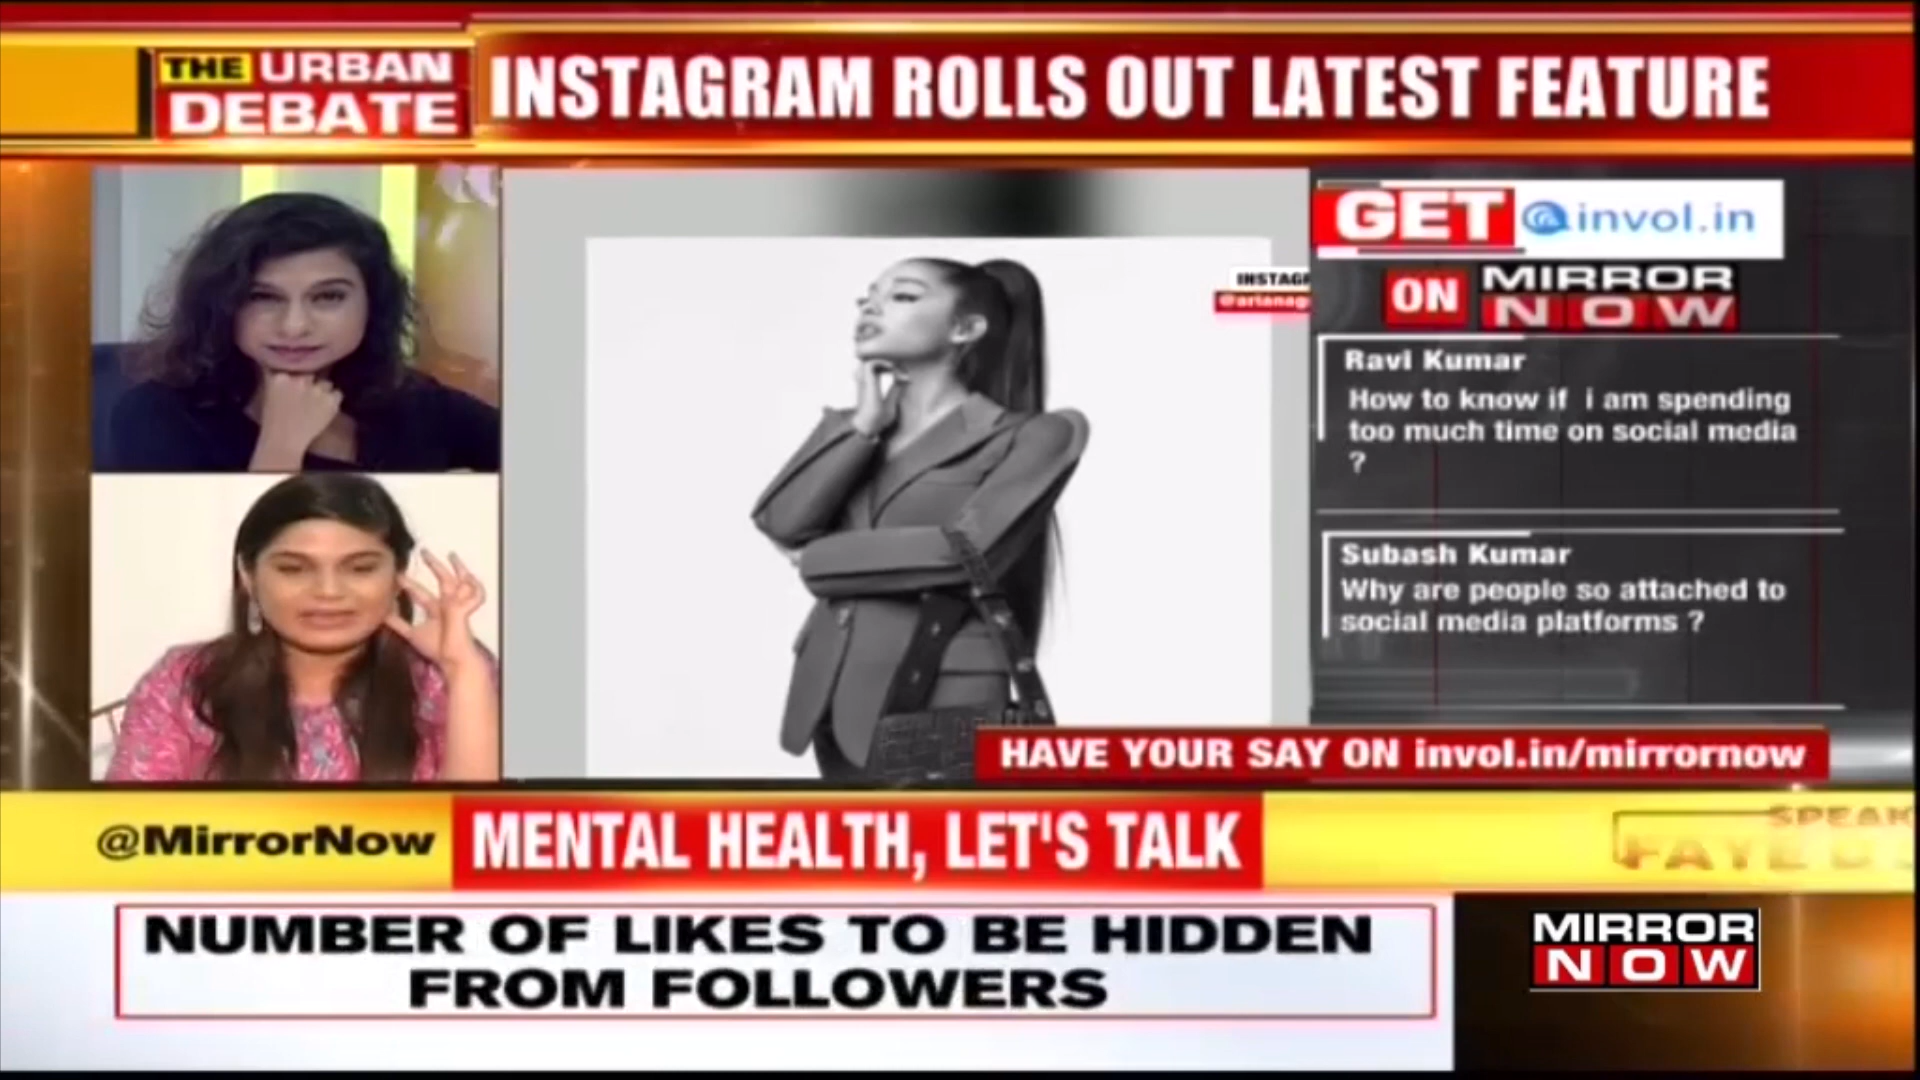 THE URBAN
DEBATE
INSTAGRAM ROLLS OUT LATEST FEATURE
GET @invol.in
ON MIRROR
NOW
INSTAGR
Ravi Kumar
How to know if i am spending
too much time on social media
?
Subash Kumar
Why are people so attached to
social media platforms ?
HAVE YOUR SAY ON invol.in/mirrornow
@MirrorNow
MENTAL HEALTH, LET'S TALK
SPEAK
FAYE D
NUMBER OF LIKES TO BE HIDDEN
FROM FOLLOWERS
MIRROR
NOW